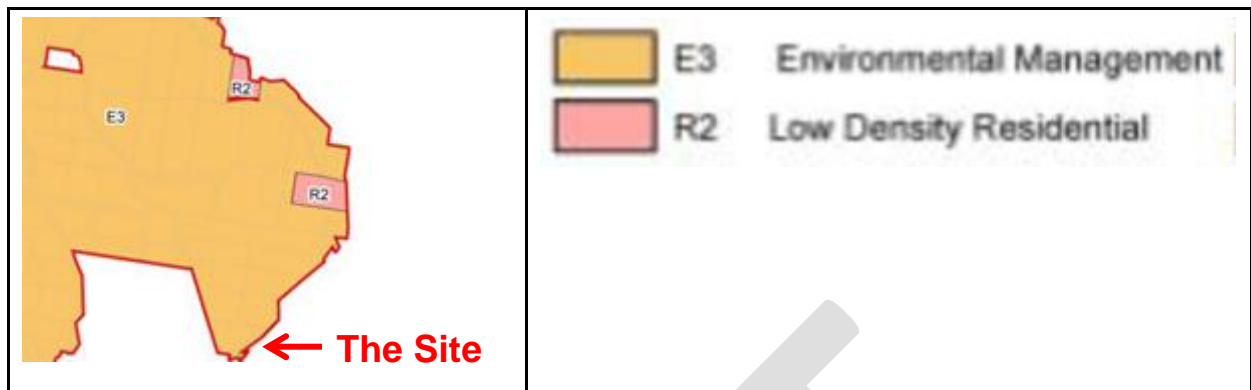 R2
E3
R2
The Site
E3 Environmental Management
R2 Low Density Residential